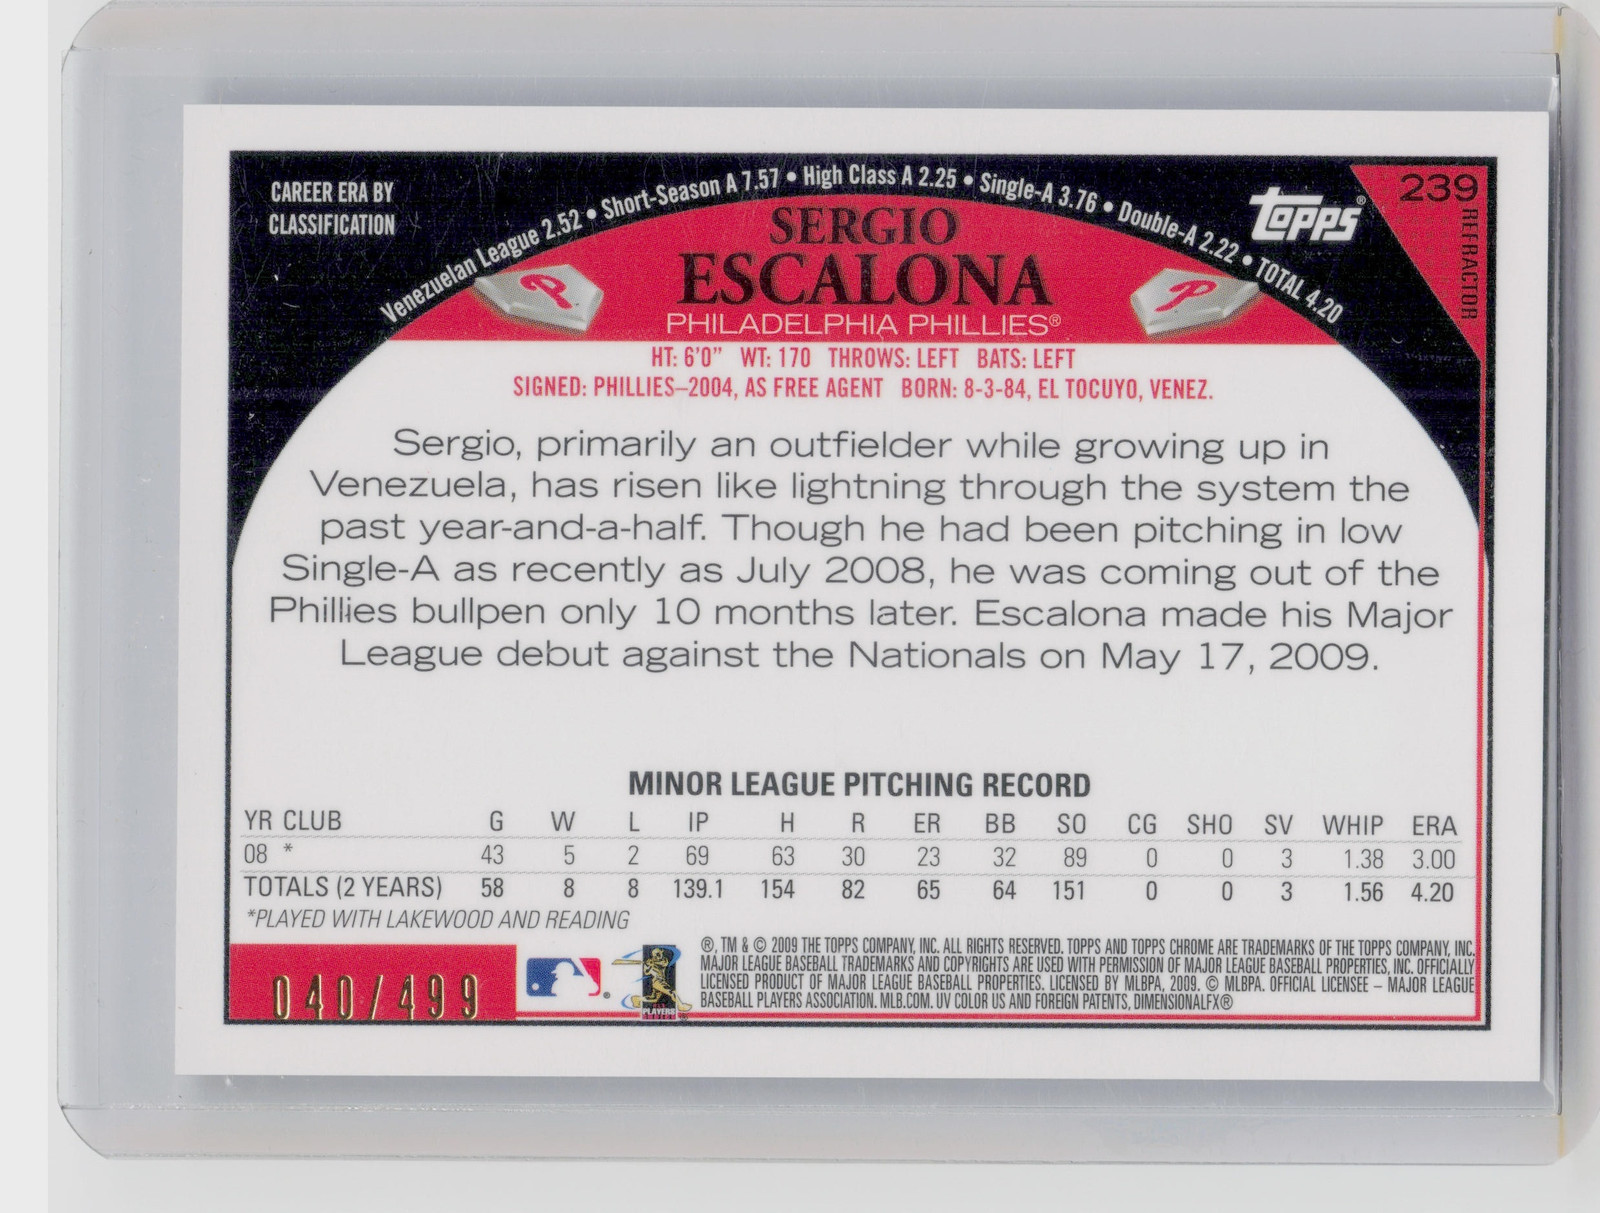 CAREER ERA BY
CLASSIFICATION
Venezuelan League 2.52 • Short-Season A 7.57 • High Class A 2.25 • Single-A 3.76 • Double-A 2.22 • TOTAL 4.20
topps®
239
REFRACTOR
SERGIO
ESCALONA
PHILADELPHIA PHILLIES®
P
P
HT: 6'0" WT: 170 THROWS: LEFT BATS: LEFT
SIGNED: PHILLIES–2004, AS FREE AGENT BORN: 8-3-84, EL TOCUYO, VENEZ.
Sergio, primarily an outfielder while growing up in
Venezuela, has risen like lightning through the system the
past year-and-a-half. Though he had been pitching in low
Single-A as recently as July 2008, he was coming out of the
Phillies bullpen only 10 months later. Escalona made his Major
League debut against the Nationals on May 17, 2009.
MINOR LEAGUE PITCHING RECORD
YR CLUB G W L IP H R ER BB SO CG SHO SV WHIP ERA
08 * 43 5 2 69 63 30 23 32 89 0 0 3 1.38 3.00
TOTALS (2 YEARS) 58 8 8 139.1 154 82 65 64 151 0 0 3 1.56 4.20
*PLAYED WITH LAKEWOOD AND READING
040/499
PLAYERS
®, TM & © 2009 THE TOPPS COMPANY, INC. ALL RIGHTS RESERVED. TOPPS AND TOPPS CHROME ARE TRADEMARKS OF THE TOPPS COMPANY, INC.
MAJOR LEAGUE BASEBALL TRADEMARKS AND COPYRIGHTS ARE USED WITH PERMISSION OF MAJOR LEAGUE BASEBALL PROPERTIES, INC. OFFICIALLY
LICENSED PRODUCT OF MAJOR LEAGUE BASEBALL PROPERTIES. LICENSED BY MLBPA, 2009. © MLBPA. OFFICIAL LICENSEE – MAJOR LEAGUE
BASEBALL PLAYERS ASSOCIATION. MLB.COM. UV COLOR US AND FOREIGN PATENTS, DIMENSIONALFX®